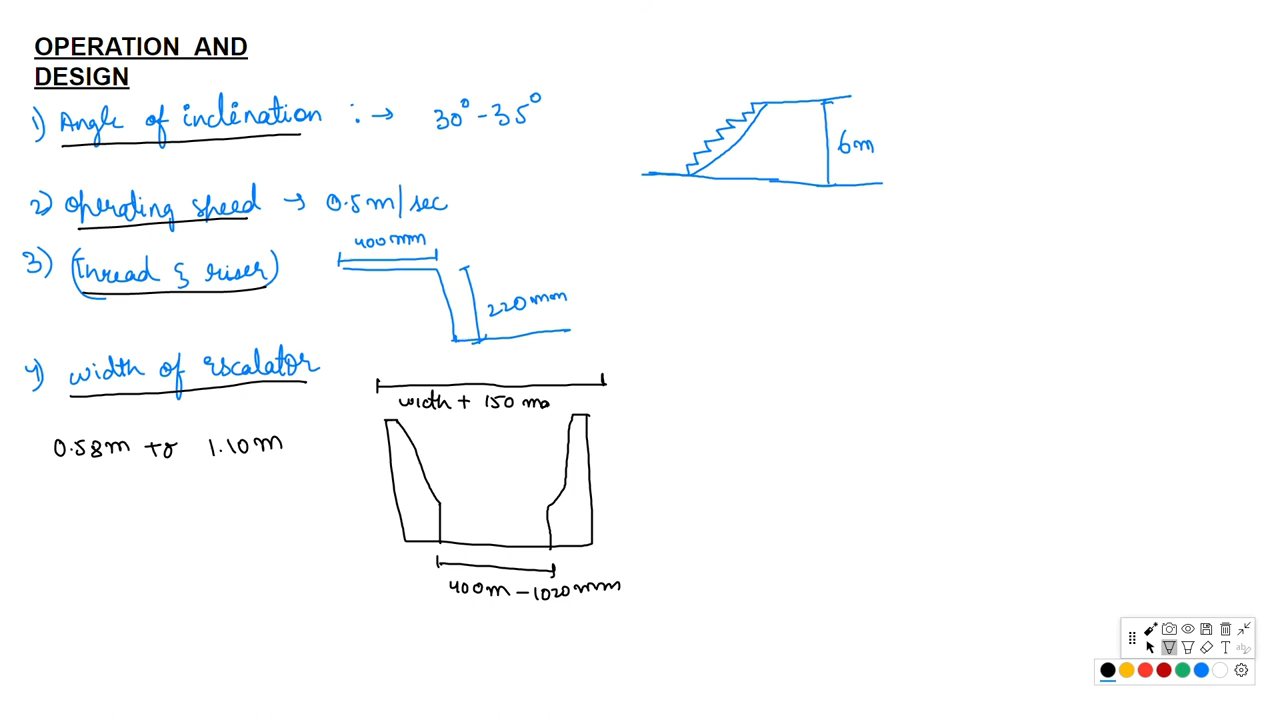 OPERATION AND
DESIGN
1) Angle of inclination :→ 30° - 35°
6m
2) operating speed → 0.5m/sec
400mm
3) (thread & riser)
220mm
4) width of escalator
width + 150 mm
0.58m to 1.10m
400m - 1020mm